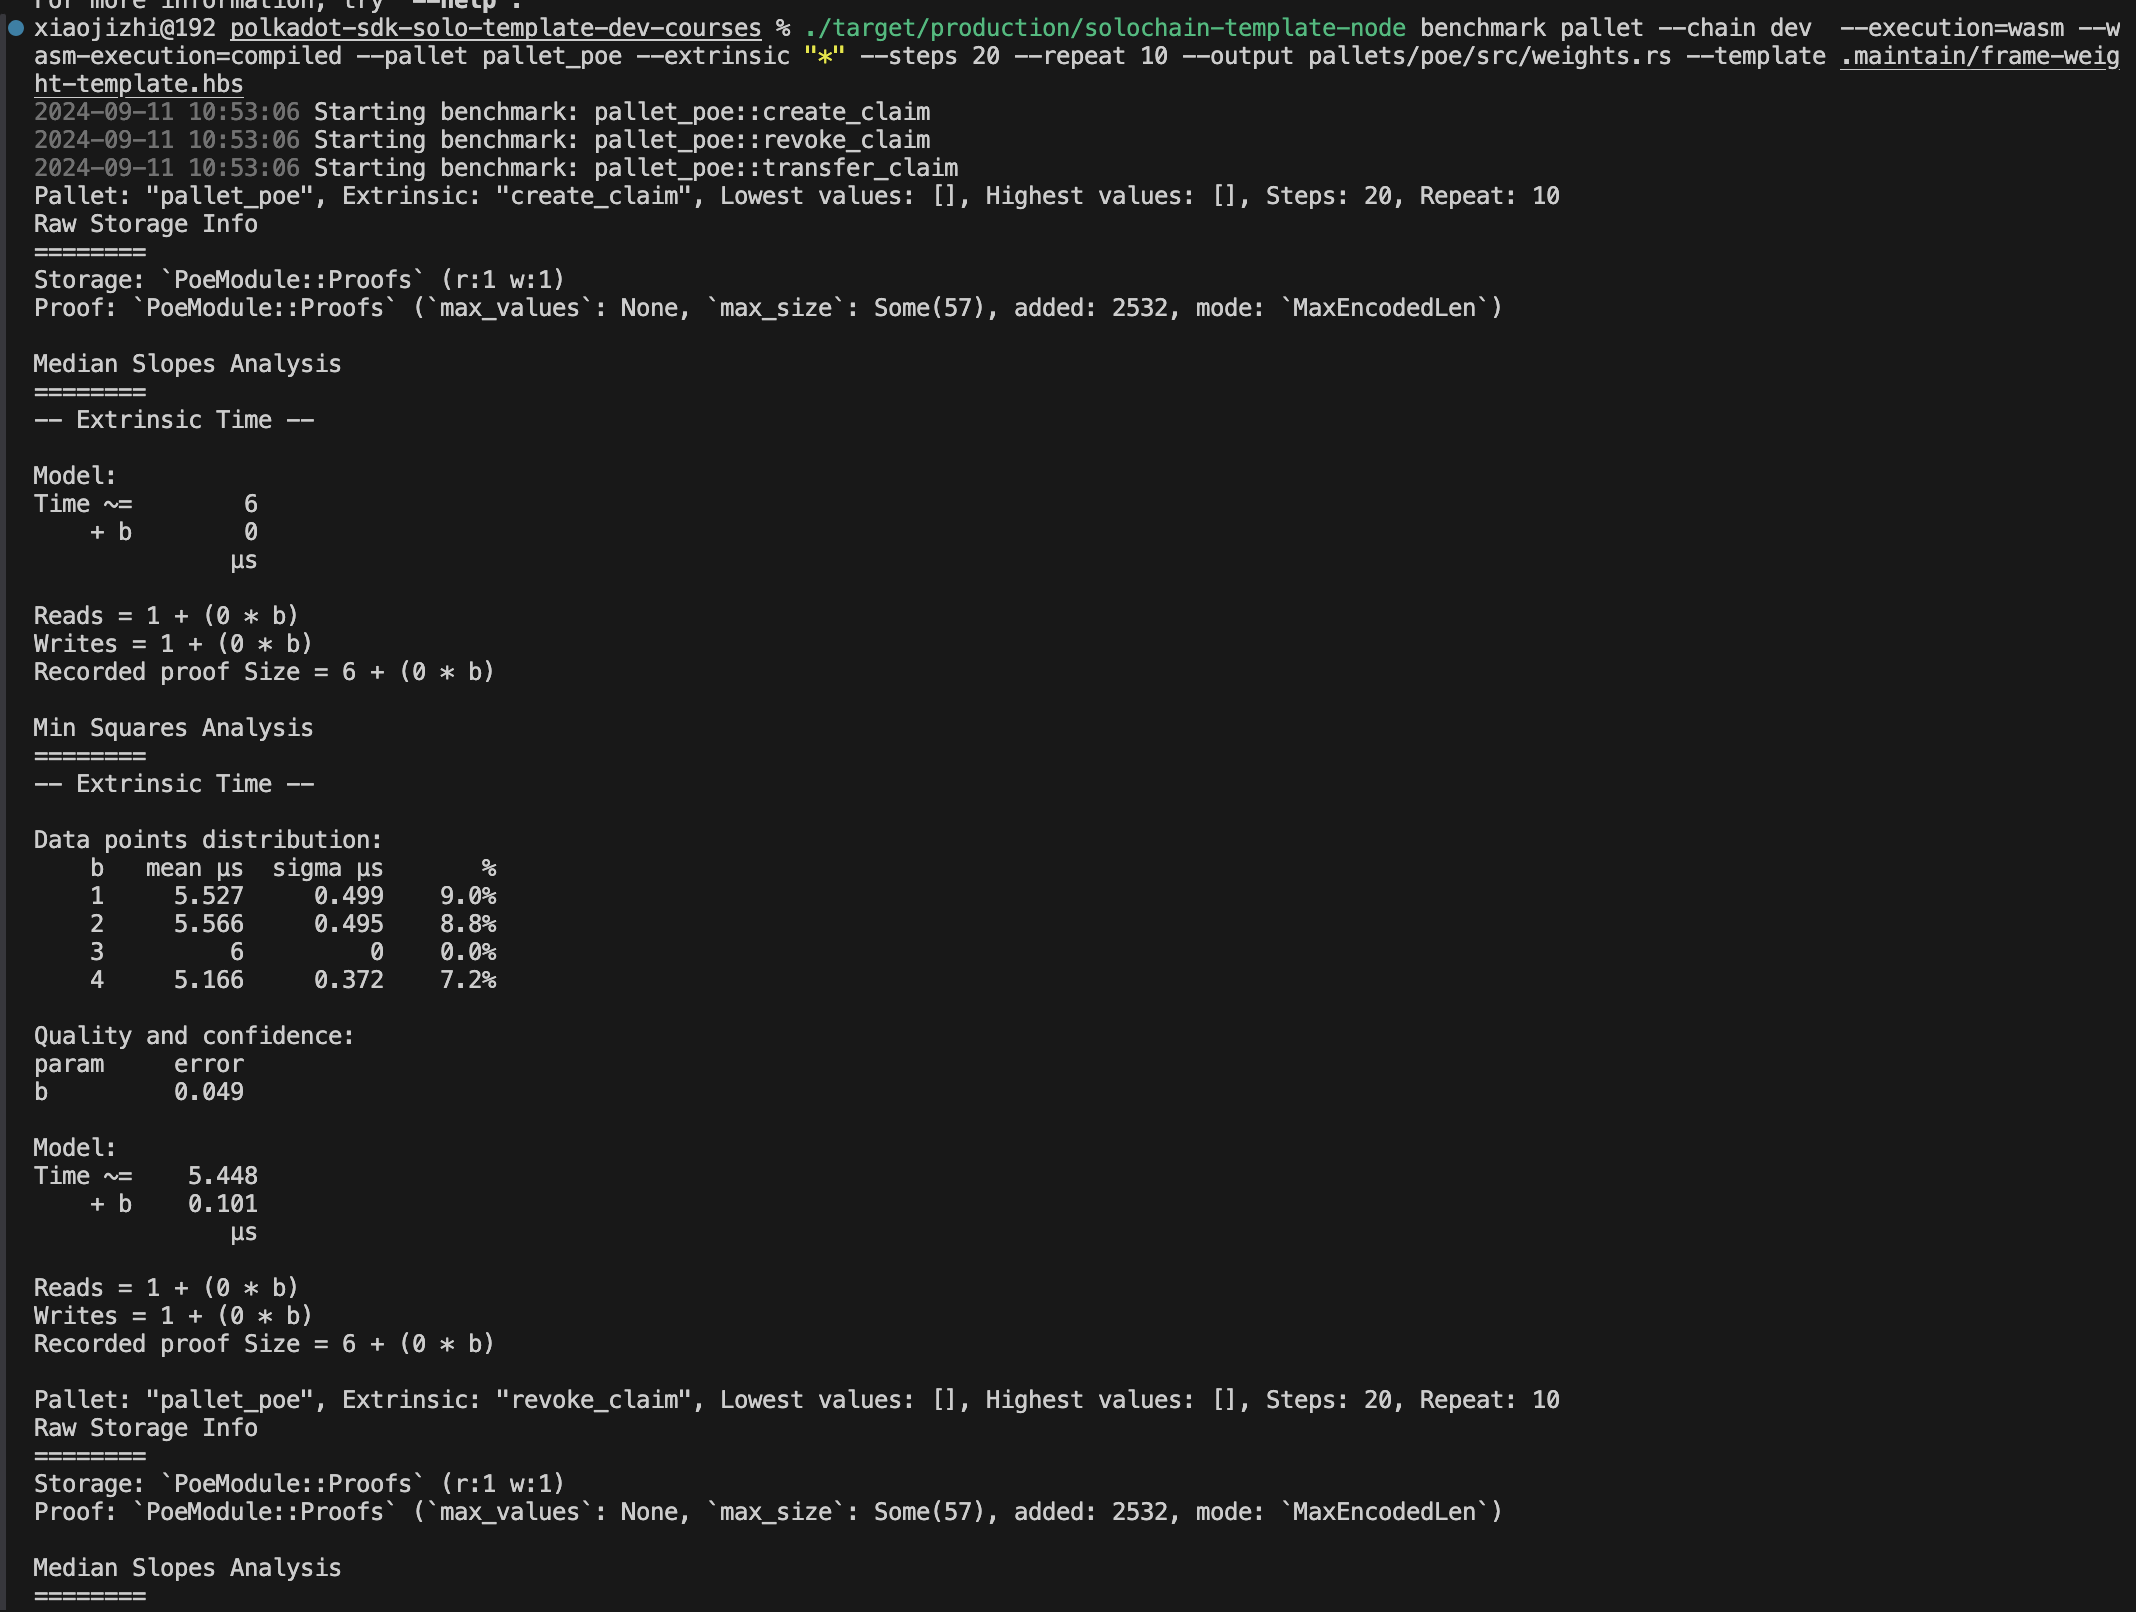 For more information, try '--help'.
xiaojizhi@192 polkadot-sdk-solo-template-dev-courses % ./target/production/solochain-template-node benchmark pallet --chain dev  --execution=wasm --w
asm-execution=compiled --pallet pallet_poe --extrinsic "*" --steps 20 --repeat 10 --output pallets/poe/src/weights.rs --template .maintain/frame-weig
ht-template.hbs
2024-09-11 10:53:06 Starting benchmark: pallet_poe::create_claim
2024-09-11 10:53:06 Starting benchmark: pallet_poe::revoke_claim
2024-09-11 10:53:06 Starting benchmark: pallet_poe::transfer_claim
Pallet: "pallet_poe", Extrinsic: "create_claim", Lowest values: [], Highest values: [], Steps: 20, Repeat: 10
Raw Storage Info
========
Storage: `PoeModule::Proofs` (r:1 w:1)
Proof: `PoeModule::Proofs` (`max_values`: None, `max_size`: Some(57), added: 2532, mode: `MaxEncodedLen`)

Median Slopes Analysis
========
-- Extrinsic Time --

Model:
Time ~=        6
    + b        0
              µs

Reads = 1 + (0 * b)
Writes = 1 + (0 * b)
Recorded proof Size = 6 + (0 * b)

Min Squares Analysis
========
-- Extrinsic Time --

Data points distribution:
    b   mean µs  sigma µs       %
    1     5.527     0.499    9.0%
    2     5.566     0.495    8.8%
    3         6         0    0.0%
    4     5.166     0.372    7.2%

Quality and confidence:
param     error
b         0.049

Model:
Time ~=    5.448
    + b    0.101
              µs

Reads = 1 + (0 * b)
Writes = 1 + (0 * b)
Recorded proof Size = 6 + (0 * b)

Pallet: "pallet_poe", Extrinsic: "revoke_claim", Lowest values: [], Highest values: [], Steps: 20, Repeat: 10
Raw Storage Info
========
Storage: `PoeModule::Proofs` (r:1 w:1)
Proof: `PoeModule::Proofs` (`max_values`: None, `max_size`: Some(57), added: 2532, mode: `MaxEncodedLen`)

Median Slopes Analysis
========